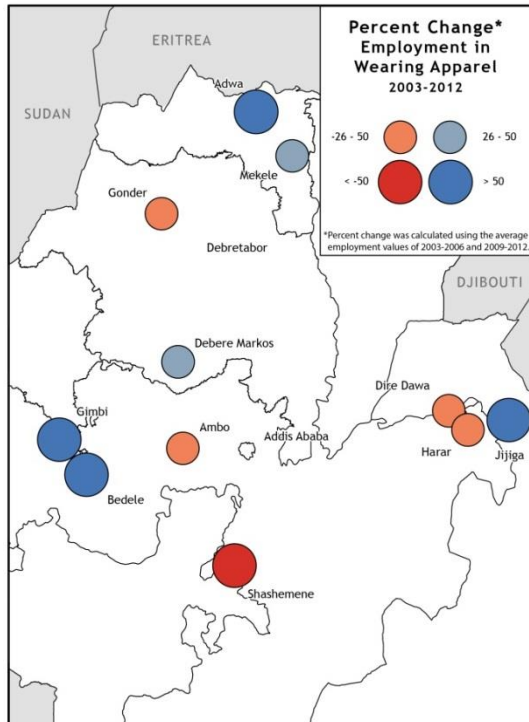 Percent Change*
Employment in
Wearing Apparel
2003-2012
-26 - 50
26 - 50
< -50
> 50
*Percent change was calculated using the average
employment values of 2003-2006 and 2009-2012.
ERITREA
SUDAN
Adwa
Mekele
Gonder
Debretabor
DJIBOUTI
Debere Markos
Dire Dawa
Gimbi
Ambo
Addis Ababa
Harar
Jijiga
Bedele
Shashemene